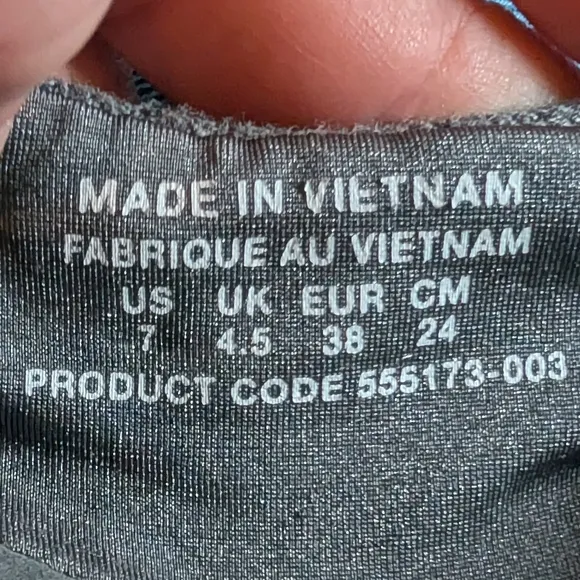 MADE IN VIETNAM
FABRIQUE AU VIETNAM
US UK EUR CM
7 4.5 38 24
PRODUCT CODE 555173-003